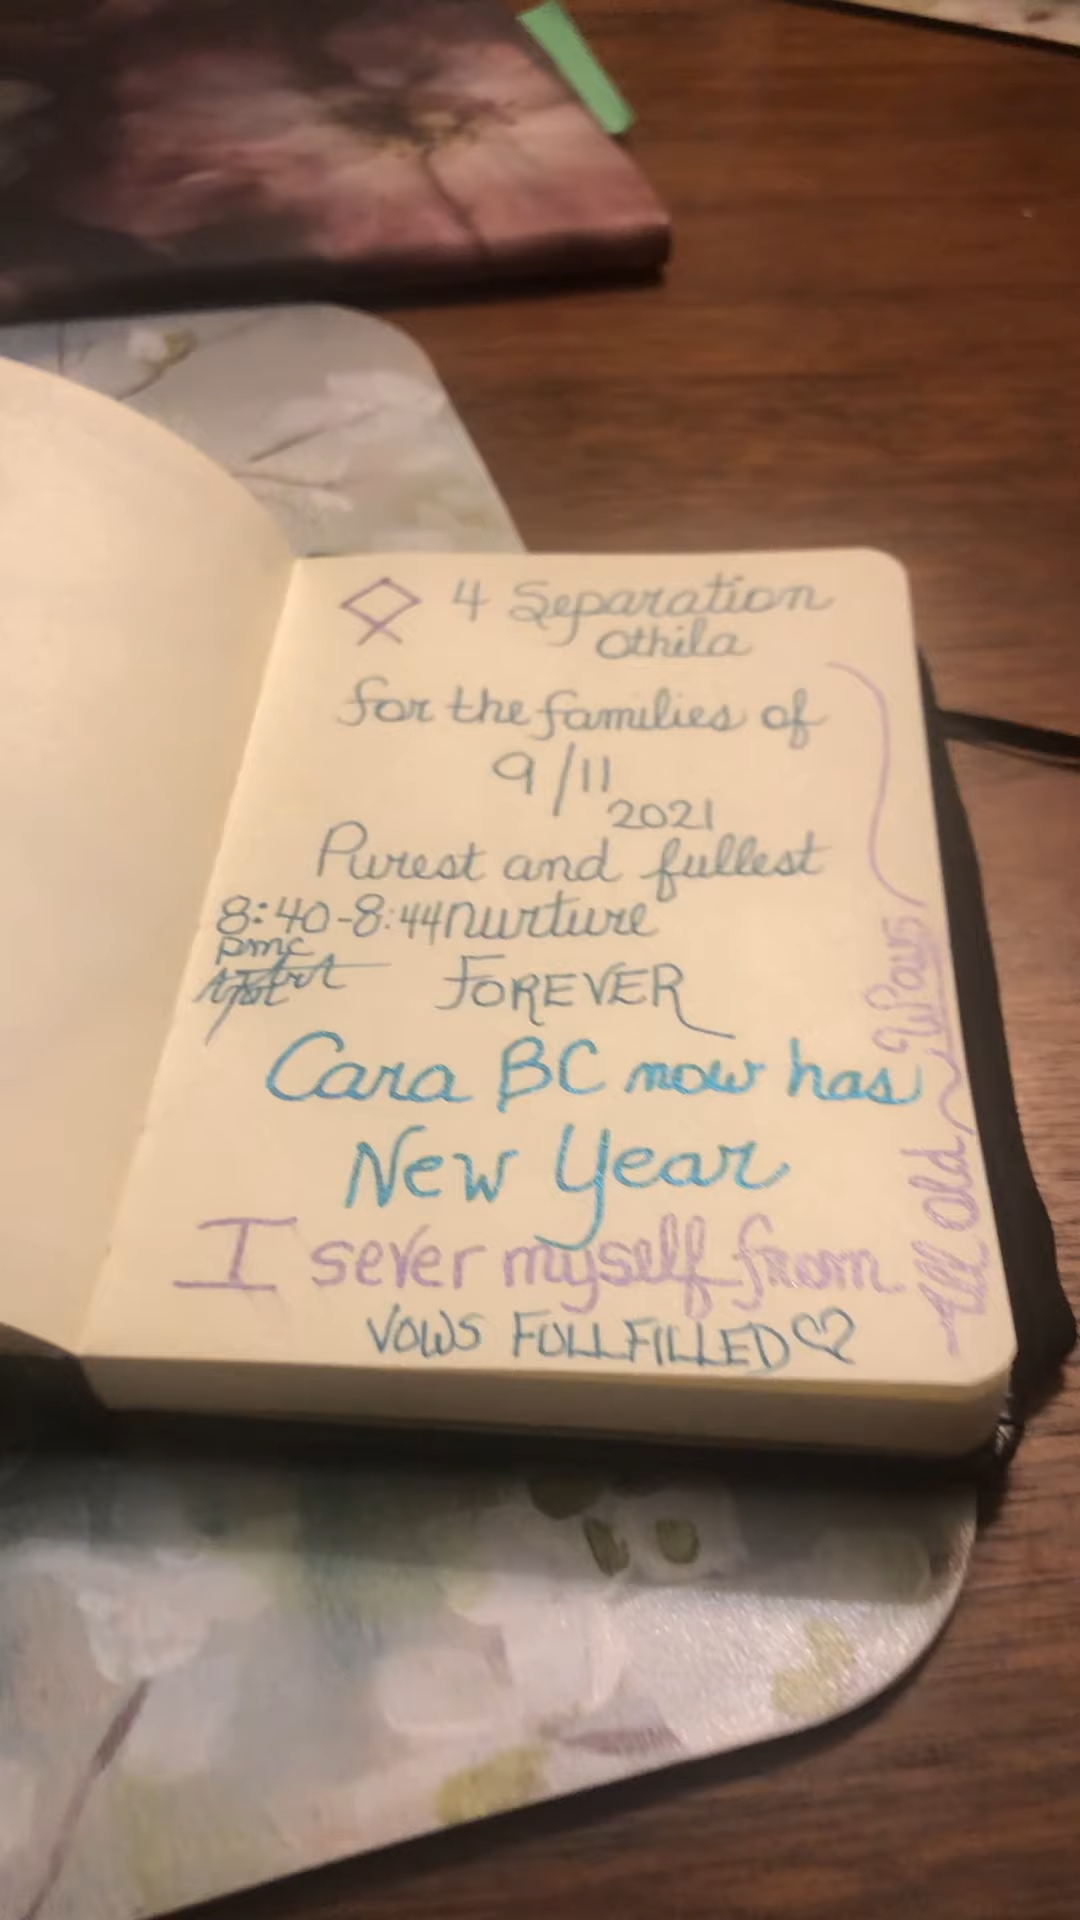 4 Separation
Othila
for the families of
9/11
2021
Purest and fullest
8:40-8:44 nurture
pmc
FOREVER
Cara BC now has
New Year
I sever myself from
All Old Ways
VOWS FULLFILLED